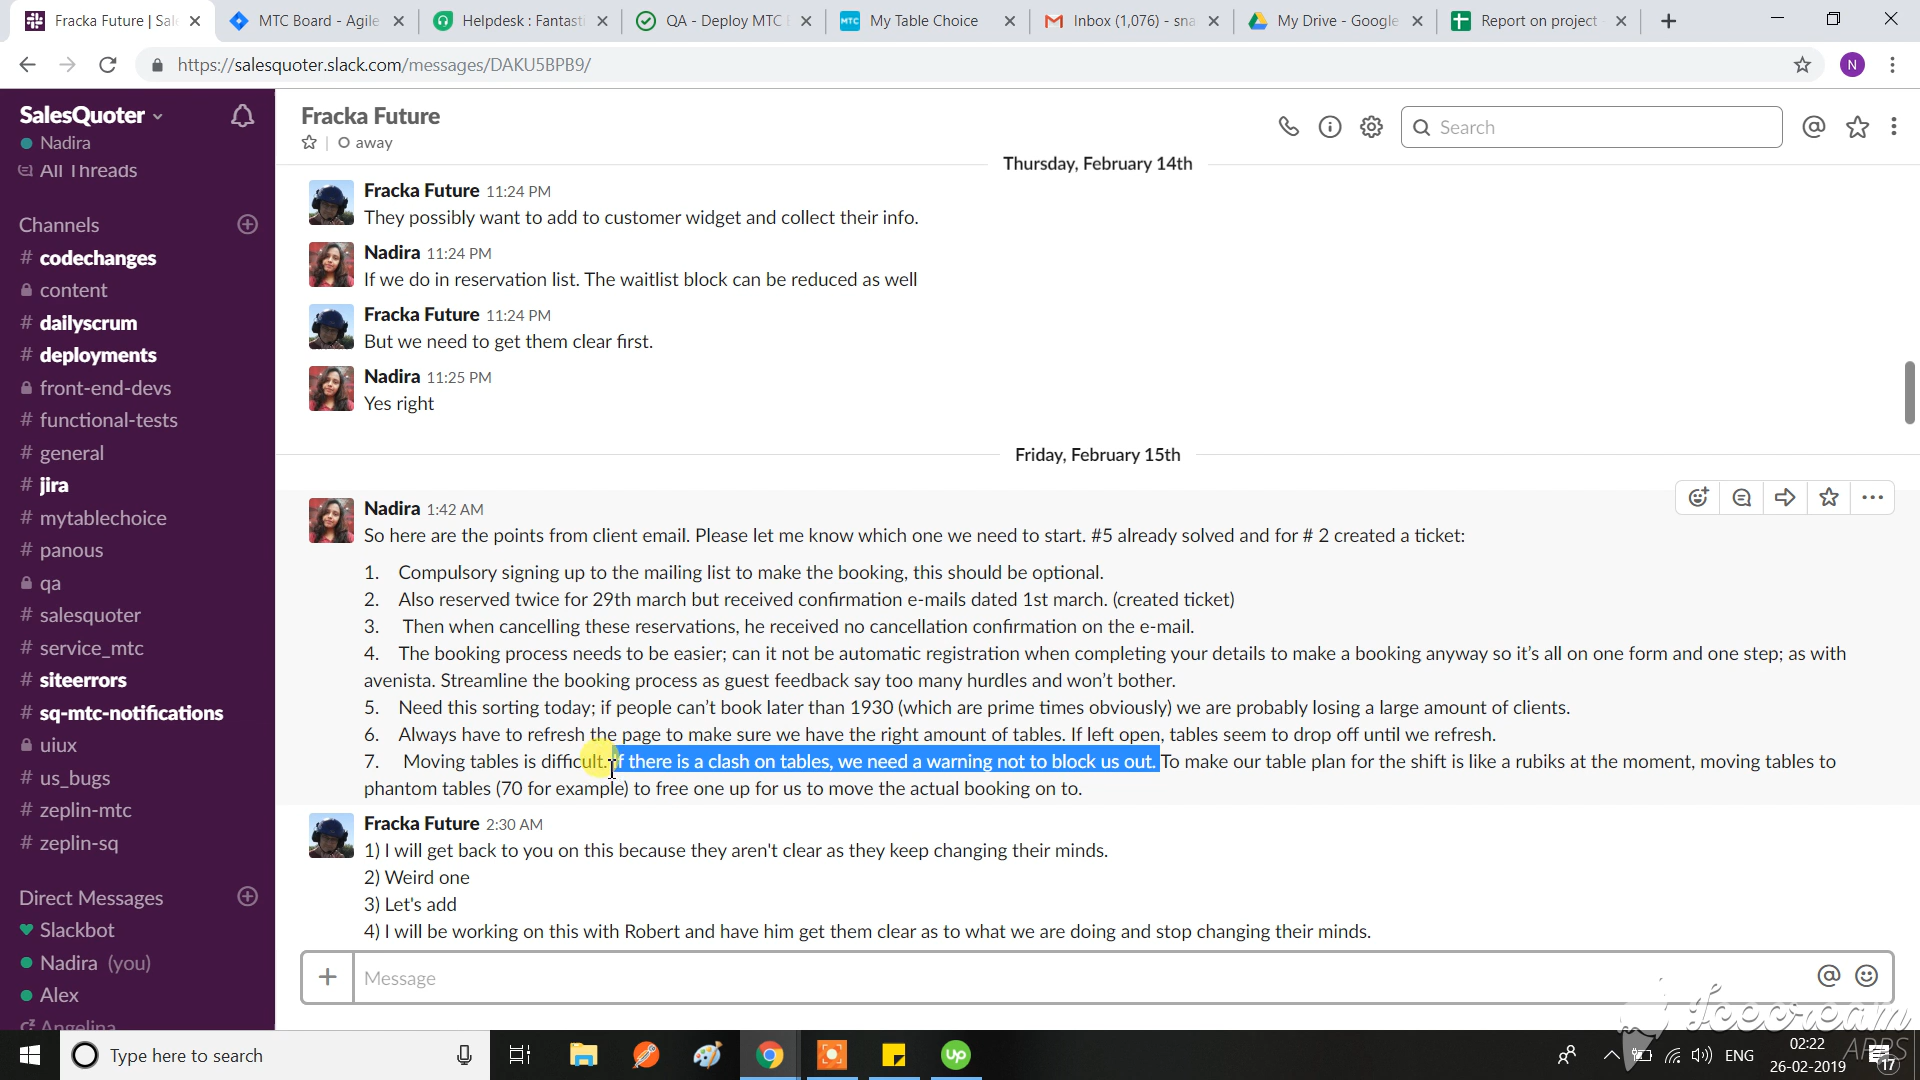 Fracka Future | Sal
MTC Board - Agile
Helpdesk : Fantasti
QA - Deploy MTC
MTC My Table Choice
Inbox (1,076) - sna
My Drive - Google
Report on project
https://salesquoter.slack.com/messages/DAKU5BPB9/
N
SalesQuoter
Nadira
All Threads
Channels
# codechanges
content
# dailyscrum
# deployments
front-end-devs
# functional-tests
# general
# jira
# mytablechoice
# panous
qa
# salesquoter
# service_mtc
# siteerrors
# sq-mtc-notifications
uiux
# us_bugs
# zeplin-mtc
# zeplin-sq
Direct Messages
Slackbot
Nadira (you)
Alex
Angelina
Fracka Future
away
Search
Thursday, February 14th
Fracka Future 11:24 PM
They possibly want to add to customer widget and collect their info.
Nadira 11:24 PM
If we do in reservation list. The waitlist block can be reduced as well
Fracka Future 11:24 PM
But we need to get them clear first.
Nadira 11:25 PM
Yes right
Friday, February 15th
Nadira 1:42 AM
So here are the points from client email. Please let me know which one we need to start. #5 already solved and for # 2 created a ticket:
1. Compulsory signing up to the mailing list to make the booking, this should be optional.
2. Also reserved twice for 29th march but received confirmation e-mails dated 1st march. (created ticket)
3. Then when cancelling these reservations, he received no cancellation confirmation on the e-mail.
4. The booking process needs to be easier; can it not be automatic registration when completing your details to make a booking anyway so it's all on one form and one step; as with
avenista. Streamline the booking process as guest feedback say too many hurdles and won't bother.
5. Need this sorting today; if people can't book later than 1930 (which are prime times obviously) we are probably losing a large amount of clients.
6. Always have to refresh the page to make sure we have the right amount of tables. If left open, tables seem to drop off until we refresh.
7. Moving tables is difficult. If there is a clash on tables, we need a warning not to block us out. To make our table plan for the shift is like a rubiks at the moment, moving tables to
phantom tables (70 for example) to free one up for us to move the actual booking on to.
Fracka Future 2:30 AM
1) I will get back to you on this because they aren't clear as they keep changing their minds.
2) Weird one
3) Let's add
4) I will be working on this with Robert and have him get them clear as to what we are doing and stop changing their minds.
Message
Icecream
APPS
Type here to search
ENG
02:22
26-02-2019
17